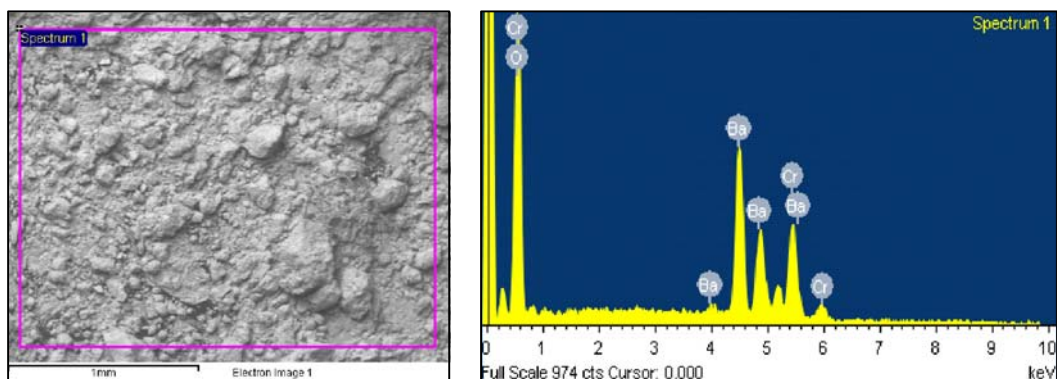 Spectrum 1
1mm
Electron Image 1
Spectrum 1
Cr
O
Ba
Ba
Ba
Cr
Ba
Cr
0 1 2 3 4 5 6 7 8 9 10
Full Scale 974 cts Cursor: 0.000
keV